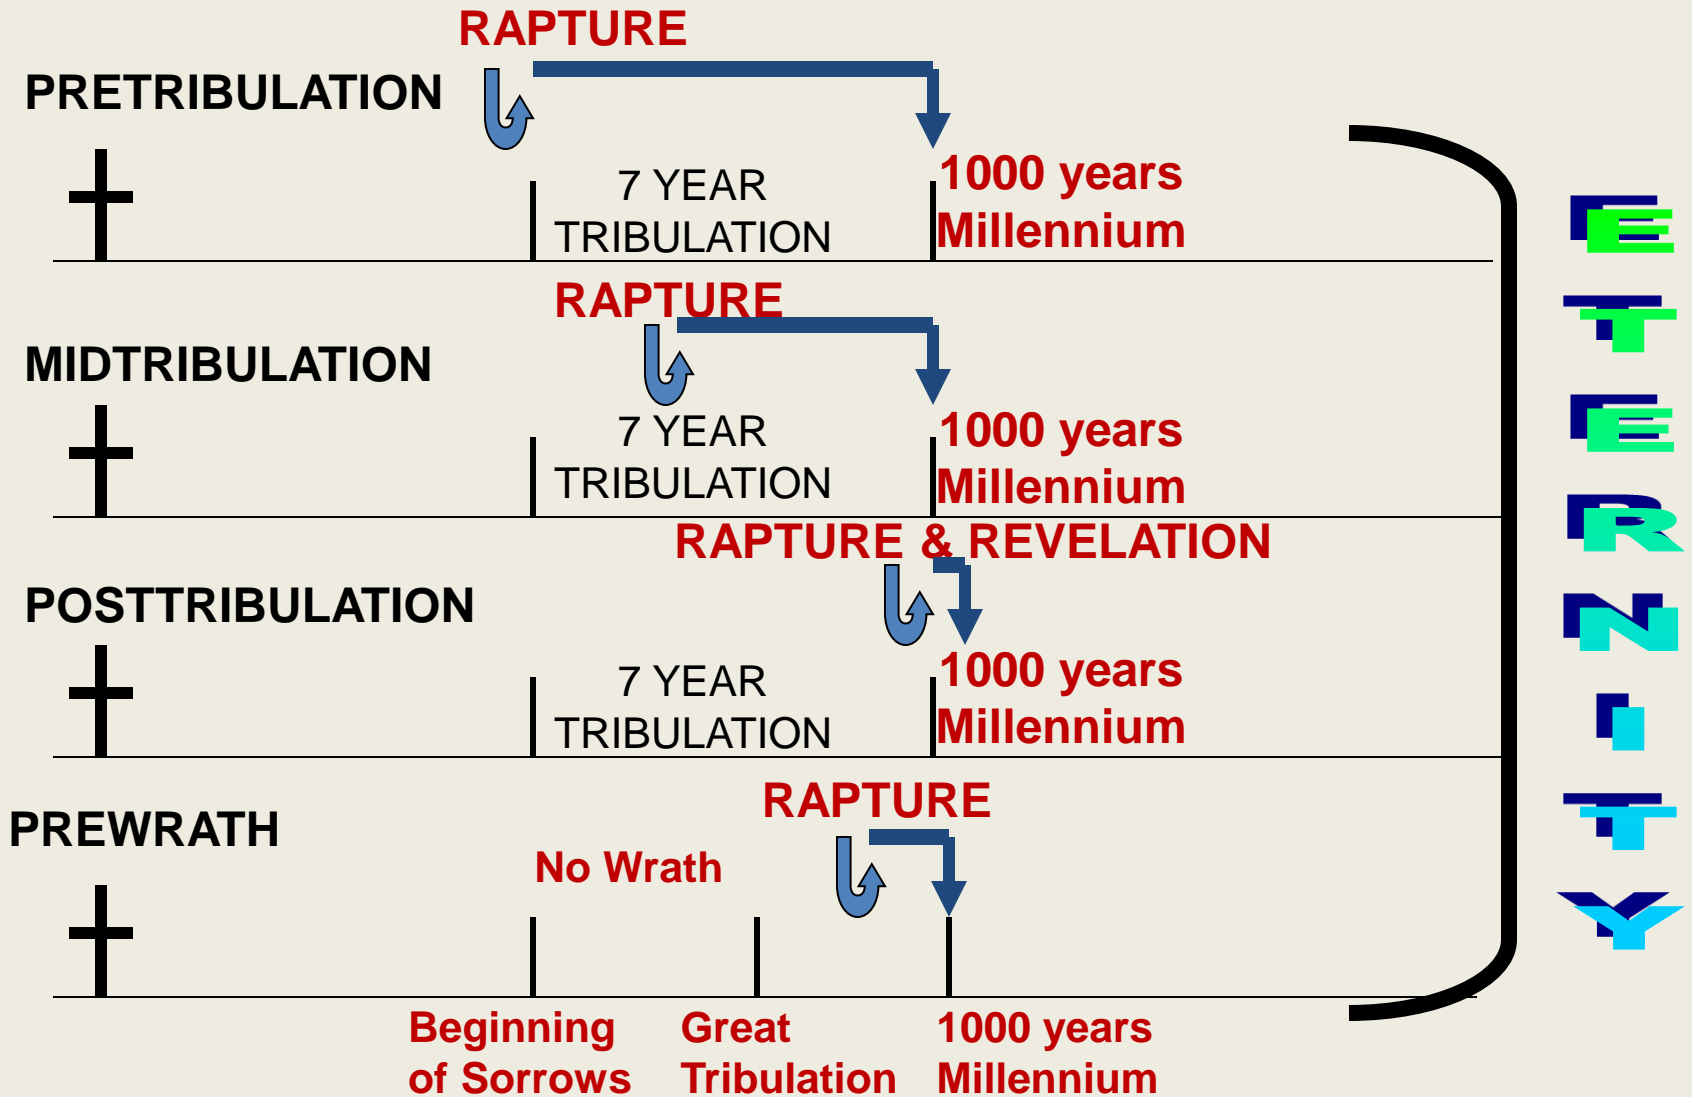 RAPTURE
PRETRIBULATION
7 YEAR
TRIBULATION
1000 years
Millennium
RAPTURE
MIDTRIBULATION
7 YEAR
TRIBULATION
1000 years
Millennium
RAPTURE & REVELATION
POSTTRIBULATION
7 YEAR
TRIBULATION
1000 years
Millennium
RAPTURE
PREWRATH
No Wrath
Beginning
of Sorrows
Great
Tribulation
1000 years
Millennium
ETERNITY